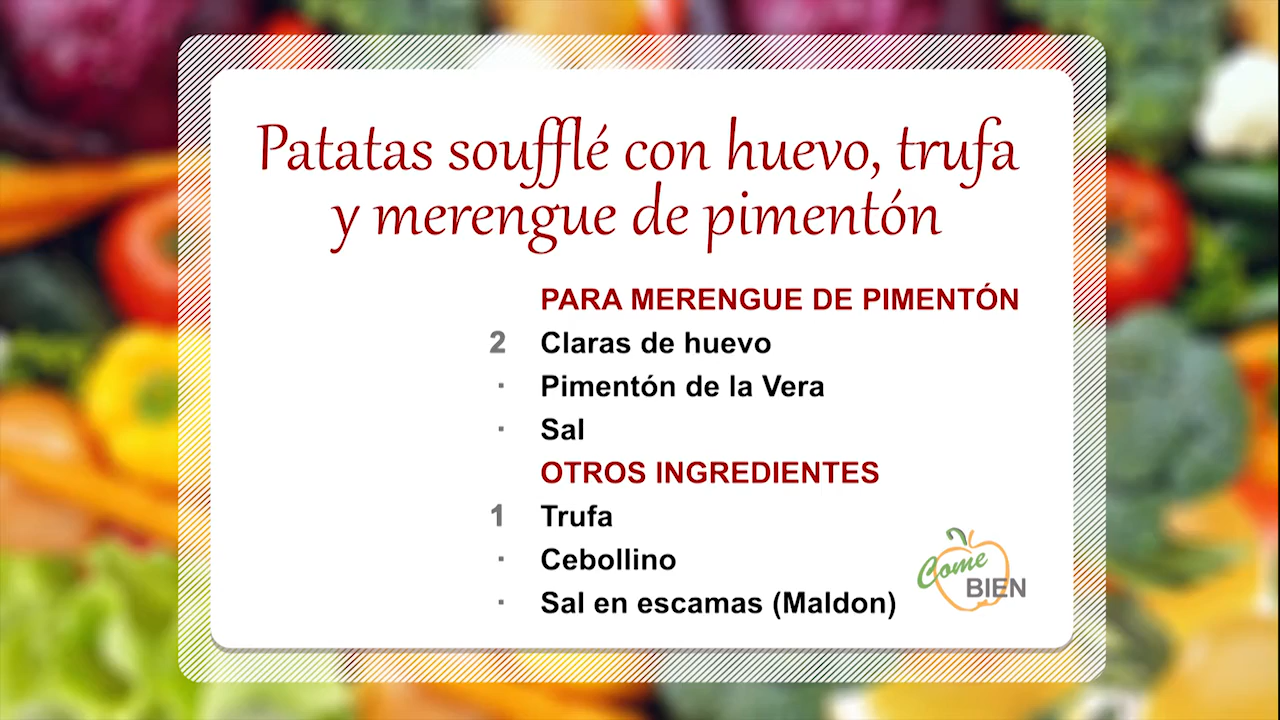 Patatas soufflé con huevo, trufa
y merengue de pimentón
PARA MERENGUE DE PIMENTÓN
2 Claras de huevo
· Pimentón de la Vera
· Sal
OTROS INGREDIENTES
1 Trufa
· Cebollino
· Sal en escamas (Maldon)
Come
BIEN